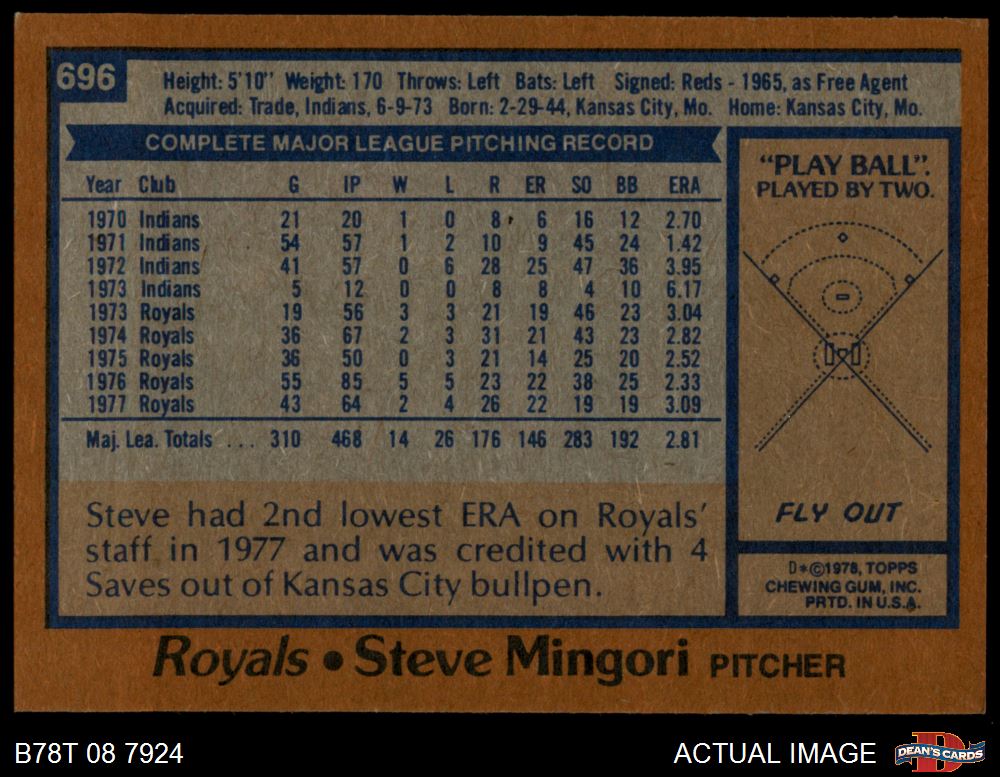 696
Height: 5'10" Weight: 170 Throws: Left Bats: Left Signed: Reds - 1965, as Free Agent
Acquired: Trade, Indians, 6-9-73 Born: 2-29-44, Kansas City, Mo. Home: Kansas City, Mo.
COMPLETE MAJOR LEAGUE PITCHING RECORD
Year Club G IP W L R ER SO BB ERA
1970 Indians 21 20 1 0 8 6 16 12 2.70
1971 Indians 54 57 1 2 10 9 45 24 1.42
1972 Indians 41 57 0 6 28 25 47 36 3.95
1973 Indians 5 12 0 0 8 8 4 10 6.17
1973 Royals 19 56 3 3 21 19 46 23 3.04
1974 Royals 36 67 2 3 31 21 43 23 2.82
1975 Royals 36 50 0 3 21 14 25 20 2.52
1976 Royals 55 85 5 5 23 22 38 25 2.33
1977 Royals 43 64 2 4 26 22 19 19 3.09
Maj. Lea. Totals ... 310 468 14 26 176 146 283 192 2.81
Steve had 2nd lowest ERA on Royals'
staff in 1977 and was credited with 4
Saves out of Kansas City bullpen.
"PLAY BALL".
PLAYED BY TWO.
FLY OUT
D*©1978, TOPPS
CHEWING GUM, INC.
PRTD. IN U.S.A.
Royals • Steve Mingori PITCHER
B78T 08 7924
ACTUAL IMAGE
D
DEAN'S CARDS